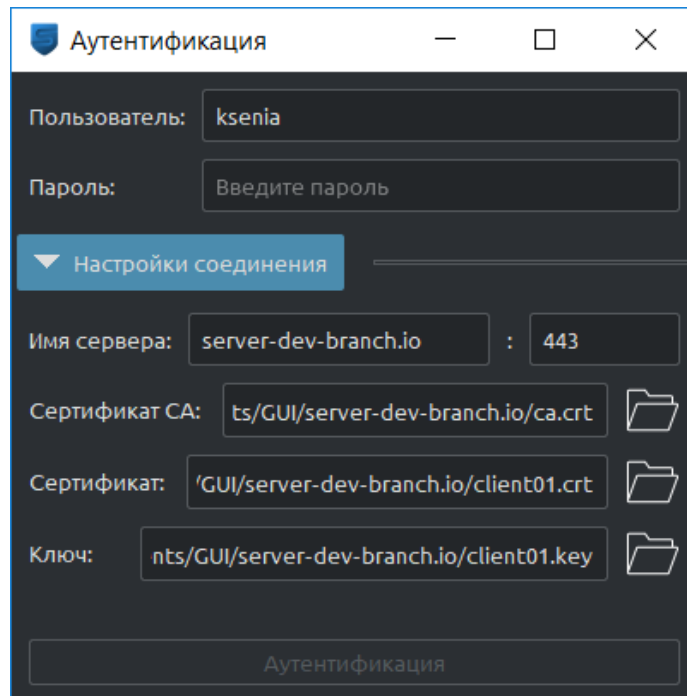 Аутентификация
Пользователь: ksenia
Пароль: Введите пароль
Настройки соединения
Имя сервера: server-dev-branch.io : 443
Сертификат CA: ts/GUI/server-dev-branch.io/ca.crt
Сертификат: /GUI/server-dev-branch.io/client01.crt
Ключ: nts/GUI/server-dev-branch.io/client01.key
Аутентификация